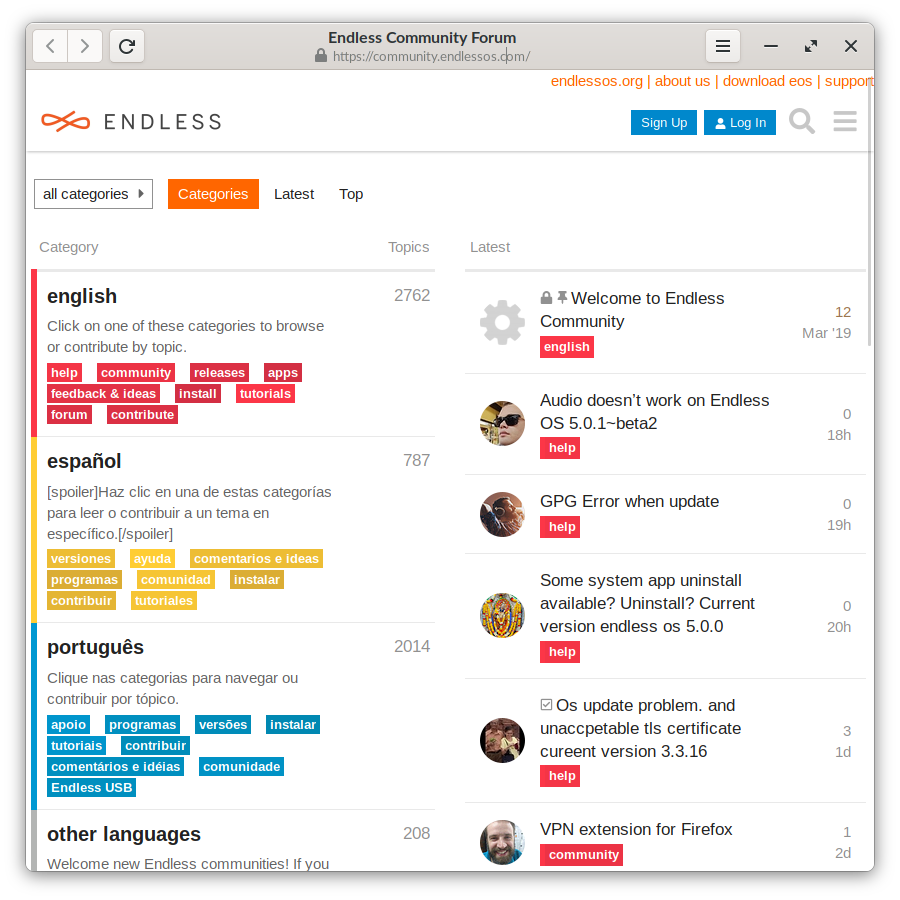 Endless Community Forum
https://community.endlessos.com/
endlessos.org | about us | download eos | support
ENDLESS
Sign Up
Log In
all categories
Categories
Latest
Top
Category
Topics
english
2762
Click on one of these categories to browse
or contribute by topic.
help community releases apps
feedback & ideas install tutorials
forum contribute
español
787
[spoiler]Haz clic en una de estas categorías
para leer o contribuir a un tema en
específico.[/spoiler]
versiones ayuda comentarios e ideas
programas comunidad instalar
contribuir tutoriales
português
2014
Clique nas categorias para navegar ou
contribuir por tópico.
apoio programas versões instalar
tutoriais contribuir
comentários e idéias comunidade
Endless USB
other languages
208
Welcome new Endless communities! If you
Latest
Welcome to Endless
Community
english
12
Mar '19
Audio doesn’t work on Endless
OS 5.0.1~beta2
help
0
18h
GPG Error when update
help
0
19h
Some system app uninstall
available? Uninstall? Current
version endless os 5.0.0
help
0
20h
Os update problem. and
unaccpetable tls certificate
cureent version 3.3.16
help
3
1d
VPN extension for Firefox
community
1
2d